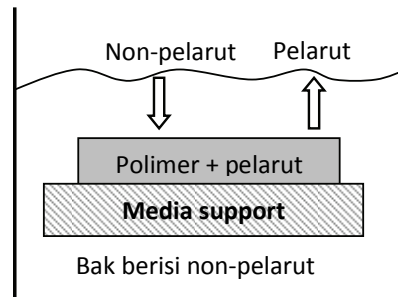 Non-pelarut Pelarut
Polimer + pelarut
Media support
Bak berisi non-pelarut